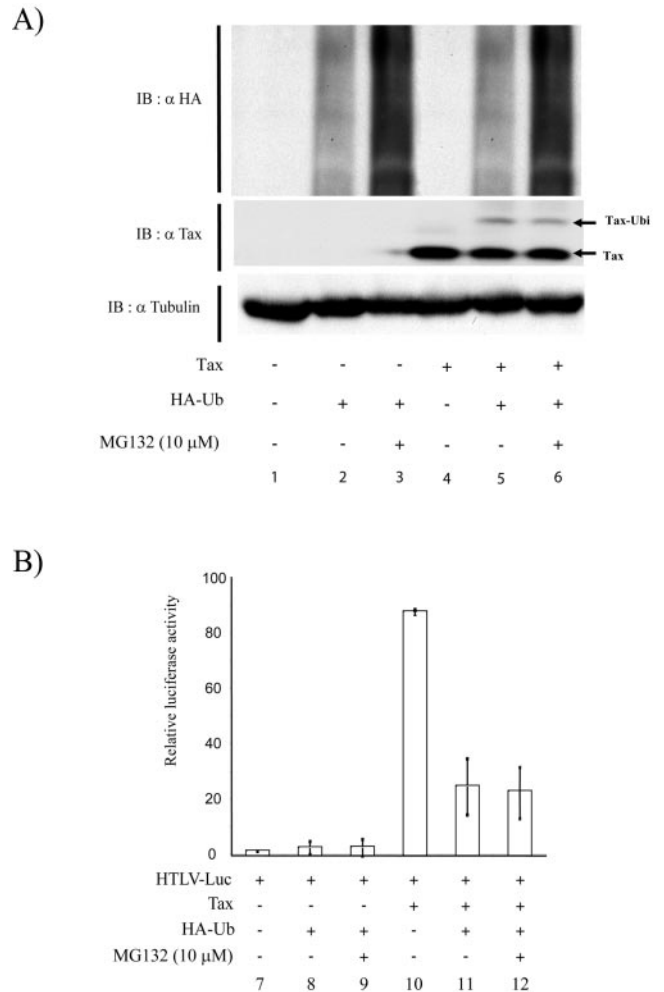 A)
IB : α HA
IB : α Tax
Tax-Ubi
Tax
IB : α Tubulin
Tax - - - + + +
HA-Ub - + + - + +
MG132 (10 μM) - - + - - +
1 2 3 4 5 6
B)
Relative luciferase activity
100
80
60
40
20
0
HTLV-Luc + + + + + +
Tax - - - + + +
HA-Ub - + + - + +
MG132 (10 μM) - - + - - +
7 8 9 10 11 12